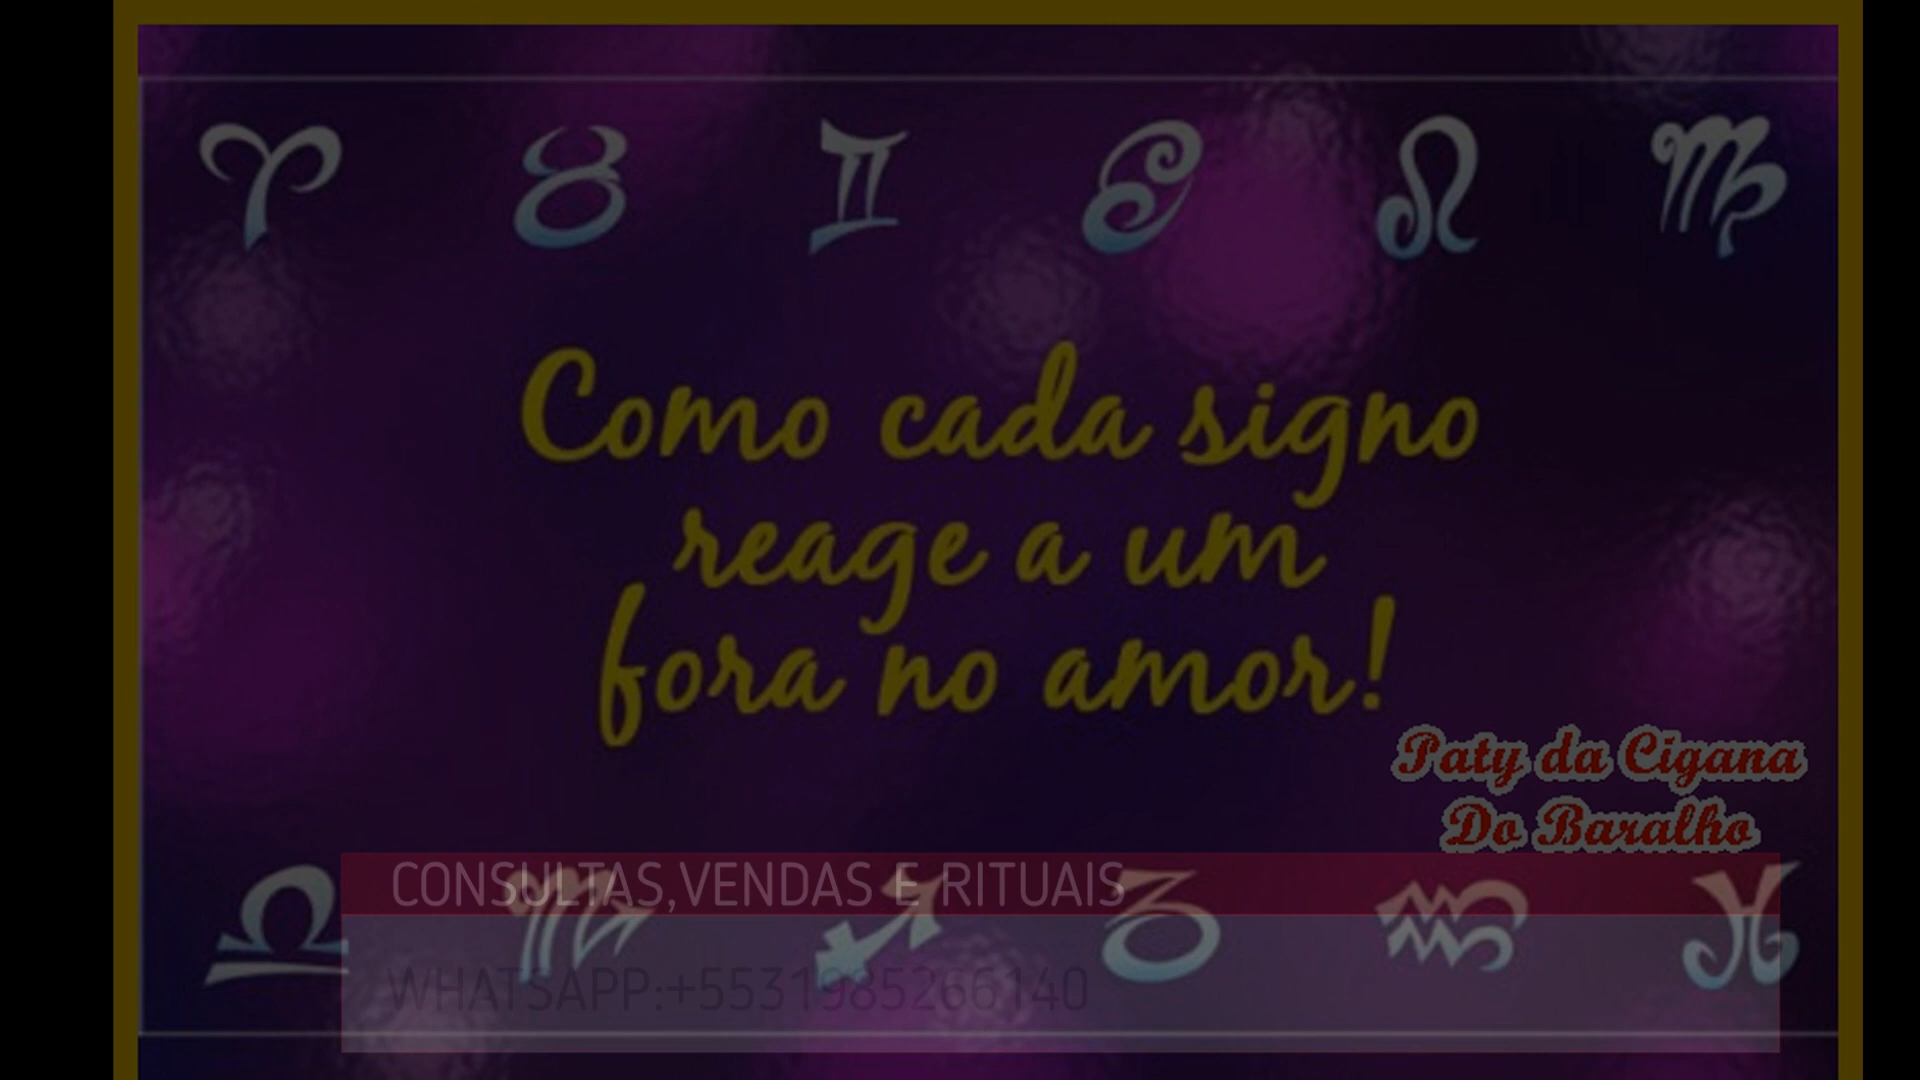 Como cada signo
reage a um
fora no amor!
Paty da Cigana
Do Baralho
CONSULTAS,VENDAS E RITUAIS
WHATSAPP:+5531985266140